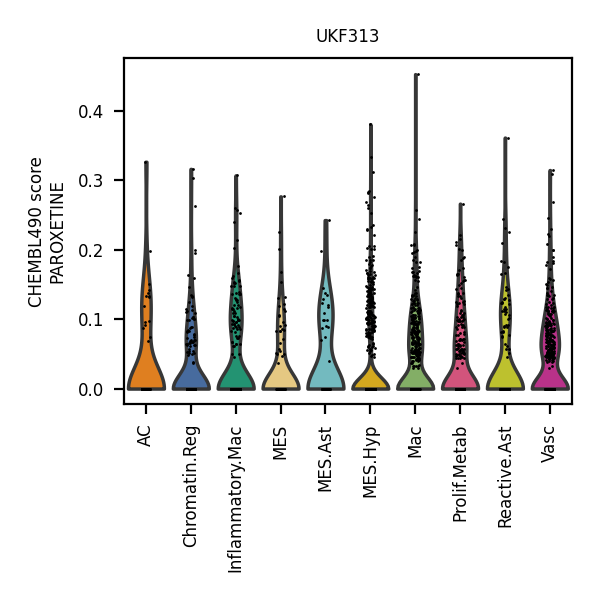 UKF313
CHEMBL490 score
PAROXETINE
0.4
0.3
0.2
0.1
0.0
AC
Chromatin.Reg
Inflammatory.Mac
MES
MES.Ast
MES.Hyp
Mac
Prolif.Metab
Reactive.Ast
Vasc